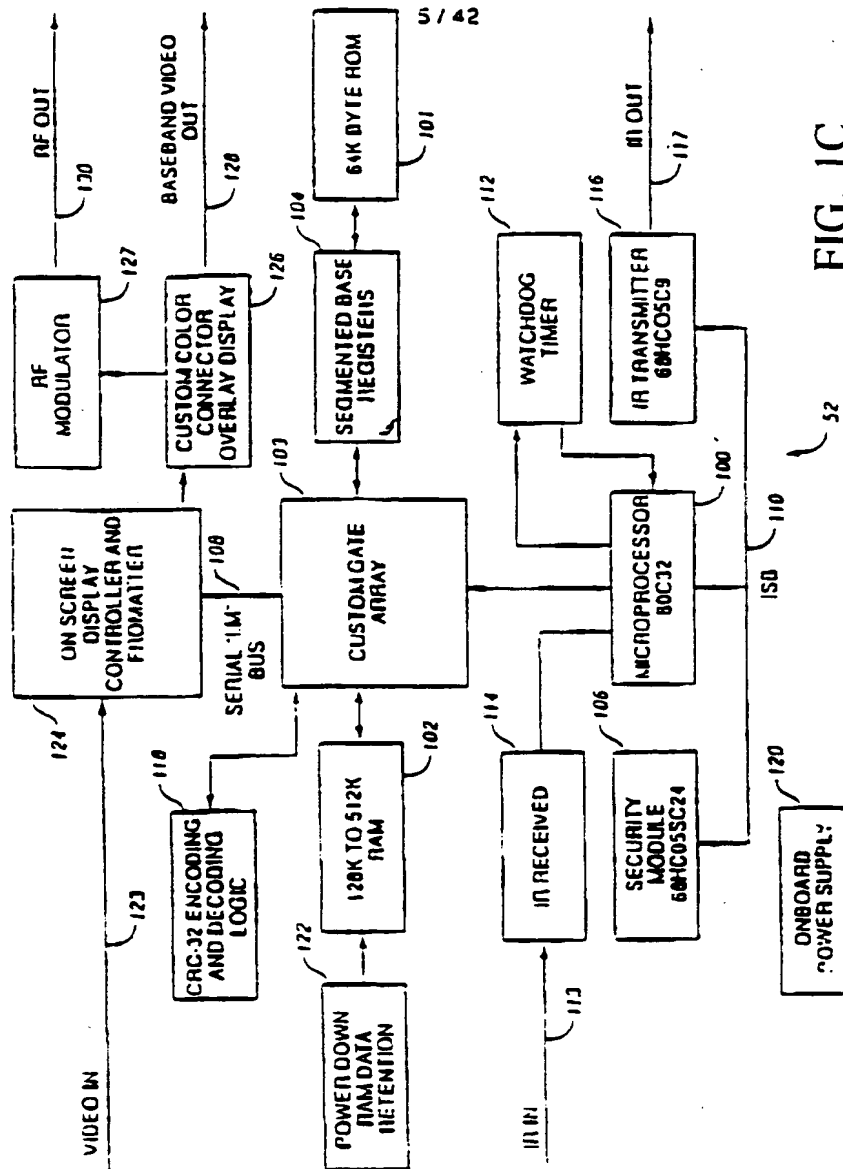 5 / 42
VIDEO IN
123
124
ON SCREEN
DISPLAY
CONTROLLER AND
FROMATTER
RF
MODULATOR
127
RF OUT
130
CUSTOM COLOR
CONNECTOR
OVERLAY DISPLAY
126
BASEBAND VIDEO
OUT
128
118
CRC-32 ENCODING
AND DECODING
LOGIC
SERIAL "I.M"
BUS
108
122
POWER DOWN
RAM DATA
RETENTION
128K TO 512K
RAM
102
103
CUSTOM GATE
ARRAY
104
SEGMENTED BASE
REGISTERS
64K BYTE ROM
101
IR IN
113
114
IR RECEIVED
112
WATCHDOG
TIMER
106
SECURITY
MODULE
68HC05SC24
MICROPROCESSOR
80C32
100'
116
IR TRANSMITTER
68HC05C9
IR OUT
117
ISB
110
120
ONBOARD
POWER SUPPLY
52
FIG. 1C